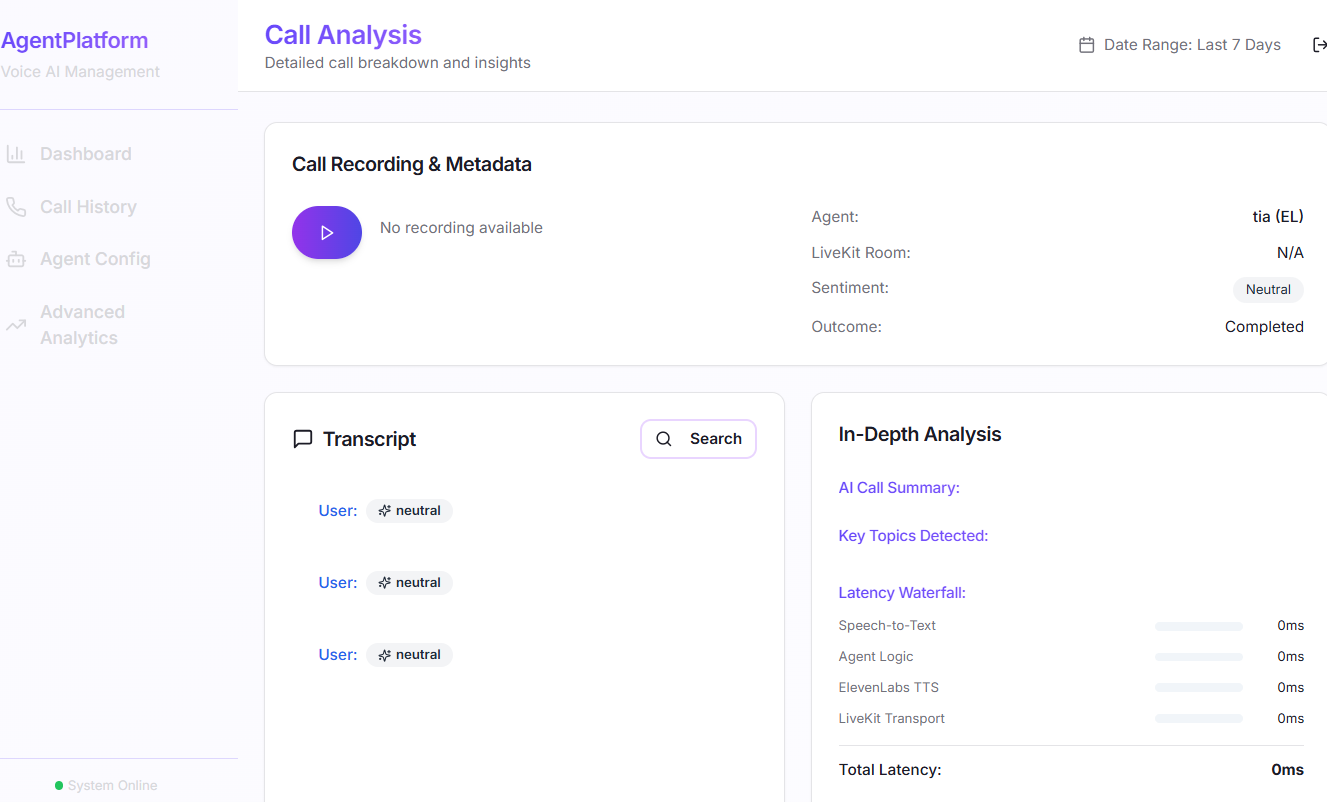 AgentPlatform
Voice AI Management
Dashboard
Call History
Agent Config
Advanced
Analytics
System Online
Call Analysis
Detailed call breakdown and insights
Date Range: Last 7 Days
Call Recording & Metadata
No recording available
Agent: tia (EL)
LiveKit Room: N/A
Sentiment: Neutral
Outcome: Completed
Transcript
Search
User: neutral
User: neutral
User: neutral
In-Depth Analysis
AI Call Summary:
Key Topics Detected:
Latency Waterfall:
Speech-to-Text 0ms
Agent Logic 0ms
ElevenLabs TTS 0ms
LiveKit Transport 0ms
Total Latency: 0ms